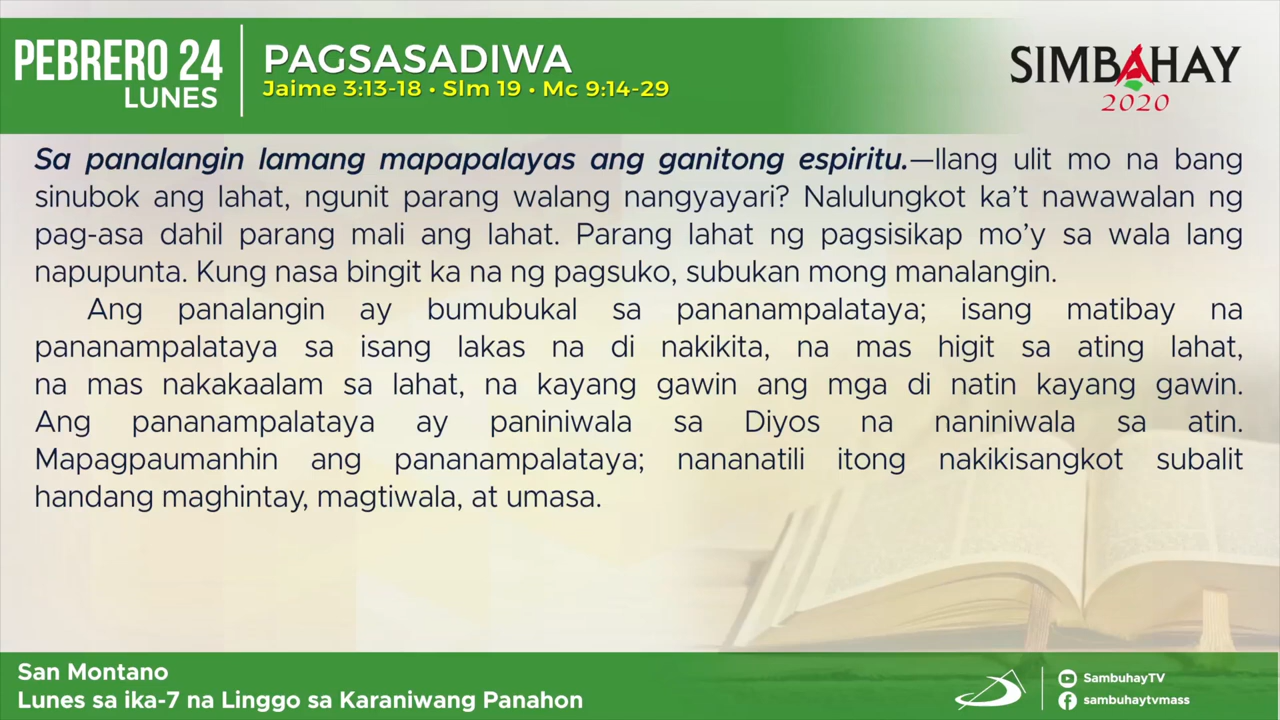 PEBRERO 24
LUNES
PAGSASADIWA
Jaime 3:13-18 • Slm 19 • Mc 9:14-29
SIMBAHAY
2020
Sa panalangin lamang mapapalayas ang ganitong espiritu.—Ilang ulit mo na bang
sinubok ang lahat, ngunit parang walang nangyayari? Nalulungkot ka’t nawawalan ng
pag-asa dahil parang mali ang lahat. Parang lahat ng pagsisikap mo’y sa wala lang
napupunta. Kung nasa bingit ka na ng pagsuko, subukan mong manalangin.
Ang panalangin ay bumubukal sa pananampalataya; isang matibay na
pananampalataya sa isang lakas na di nakikita, na mas higit sa ating lahat,
na mas nakakaalam sa lahat, na kayang gawin ang mga di natin kayang gawin.
Ang pananampalataya ay paniniwala sa Diyos na naniniwala sa atin.
Mapagpaumanhin ang pananampalataya; nananatili itong nakikisangkot subalit
handang maghintay, magtiwala, at umasa.
San Montano
Lunes sa ika-7 na Linggo sa Karaniwang Panahon
SambuhayTV
sambuhaytvmass